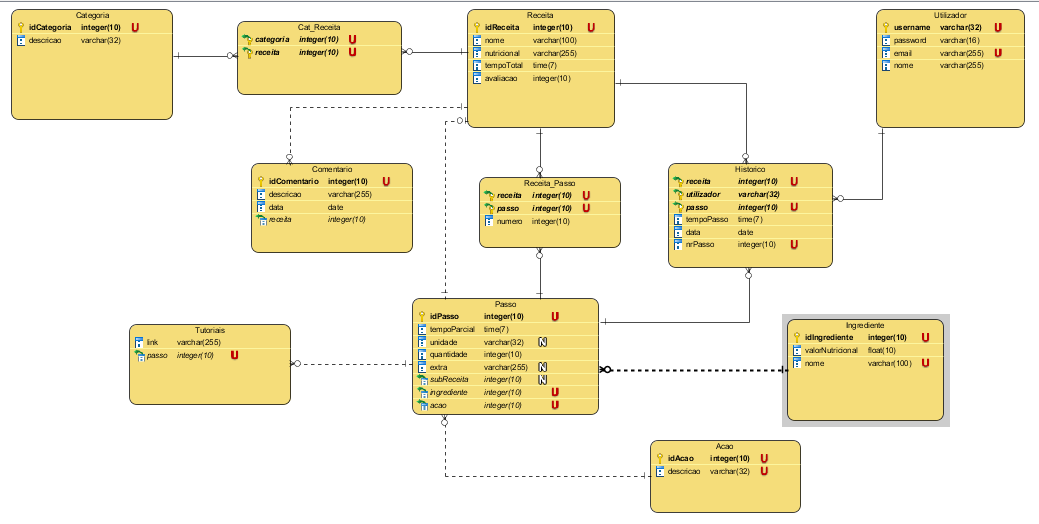 Categoria
idCategoria integer(10) U
descricao varchar(32)
Cat_Receita
categoria integer(10) U
receita integer(10) U
Receita
idReceita integer(10) U
nome varchar(100)
nutricional varchar(255)
tempoTotal time(7)
avaliacao integer(10)
Utilizador
username varchar(32) U
password varchar(16)
email varchar(255) U
nome varchar(255)
Comentario
idComentario integer(10) U
descricao varchar(255)
data date
receita integer(10)
Receita_Passo
receita integer(10) U
passo integer(10) U
numero integer(10)
Historico
receita integer(10) U
utilizador varchar(32)
passo integer(10) U
tempoPasso time(7)
data date
nrPasso integer(10) U
Passo
idPasso integer(10) U
tempoParcial time(7)
unidade varchar(32) N
quantidade integer(10)
extra varchar(255) N
subReceita integer(10) N
ingrediente integer(10) U
acao integer(10) U
Tutoriais
link varchar(255)
passo integer(10) U
Ingrediente
idIngrediente integer(10) U
valorNutricional float(10)
nome varchar(100) U
Acao
idAcao integer(10) U
descricao varchar(32) U